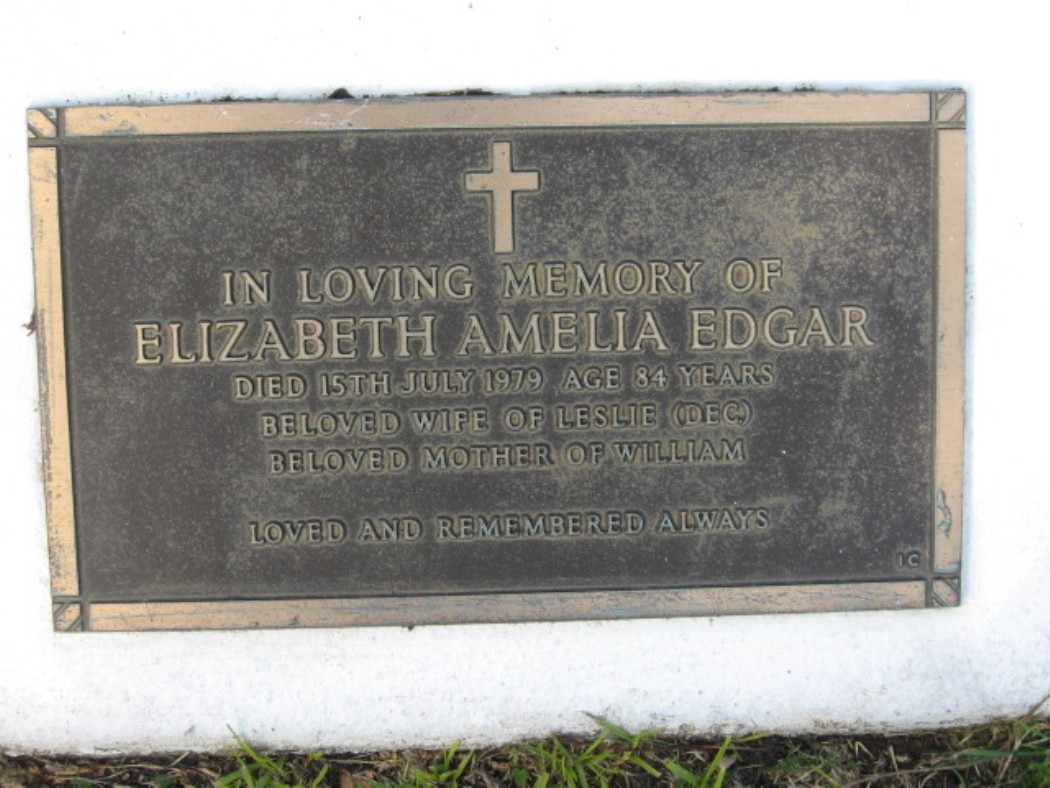 IN LOVING MEMORY OF
ELIZABETH AMELIA EDGAR
DIED 15TH JULY 1979 AGE 84 YEARS
BELOVED WIFE OF LESLIE (DEC.)
BELOVED MOTHER OF WILLIAM
LOVED AND REMEMBERED ALWAYS
IC